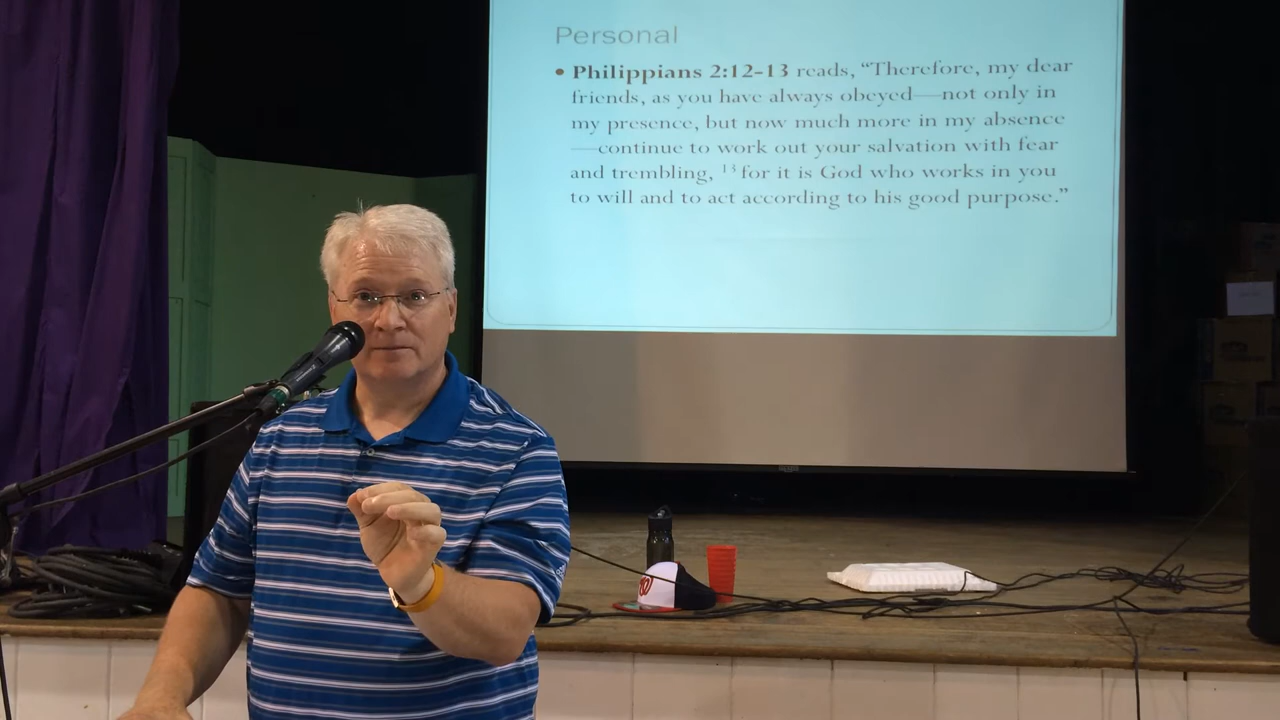 Personal
• Philippians 2:12-13 reads, “Therefore, my dear
friends, as you have always obeyed—not only in
my presence, but now much more in my absence
—continue to work out your salvation with fear
and trembling, ¹³ for it is God who works in you
to will and to act according to his good purpose.”
W